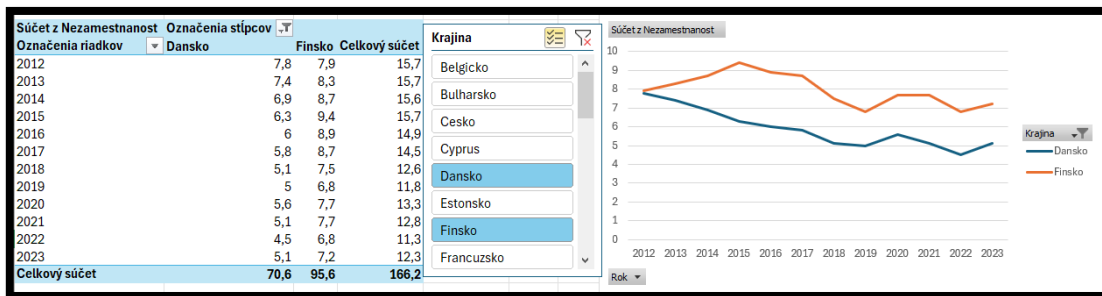 Súčet z Nezamestnanost Označenia stĺpcov
Označenia riadkov Dansko Finsko Celkový súčet
2012 7,8 7,9 15,7
2013 7,4 8,3 15,7
2014 6,9 8,7 15,6
2015 6,3 9,4 15,7
2016 6 8,9 14,9
2017 5,8 8,7 14,5
2018 5,1 7,5 12,6
2019 5 6,8 11,8
2020 5,6 7,7 13,3
2021 5,1 7,7 12,8
2022 4,5 6,8 11,3
2023 5,1 7,2 12,3
Celkový súčet 70,6 95,6 166,2
Krajina
Belgicko
Bulharsko
Cesko
Cyprus
Dansko
Estonsko
Finsko
Francuzsko
Súčet z Nezamestnanost
10
9
8
7
6
5
4
3
2
1
0
2012 2013 2014 2015 2016 2017 2018 2019 2020 2021 2022 2023
Krajina
Dansko
Finsko
Rok